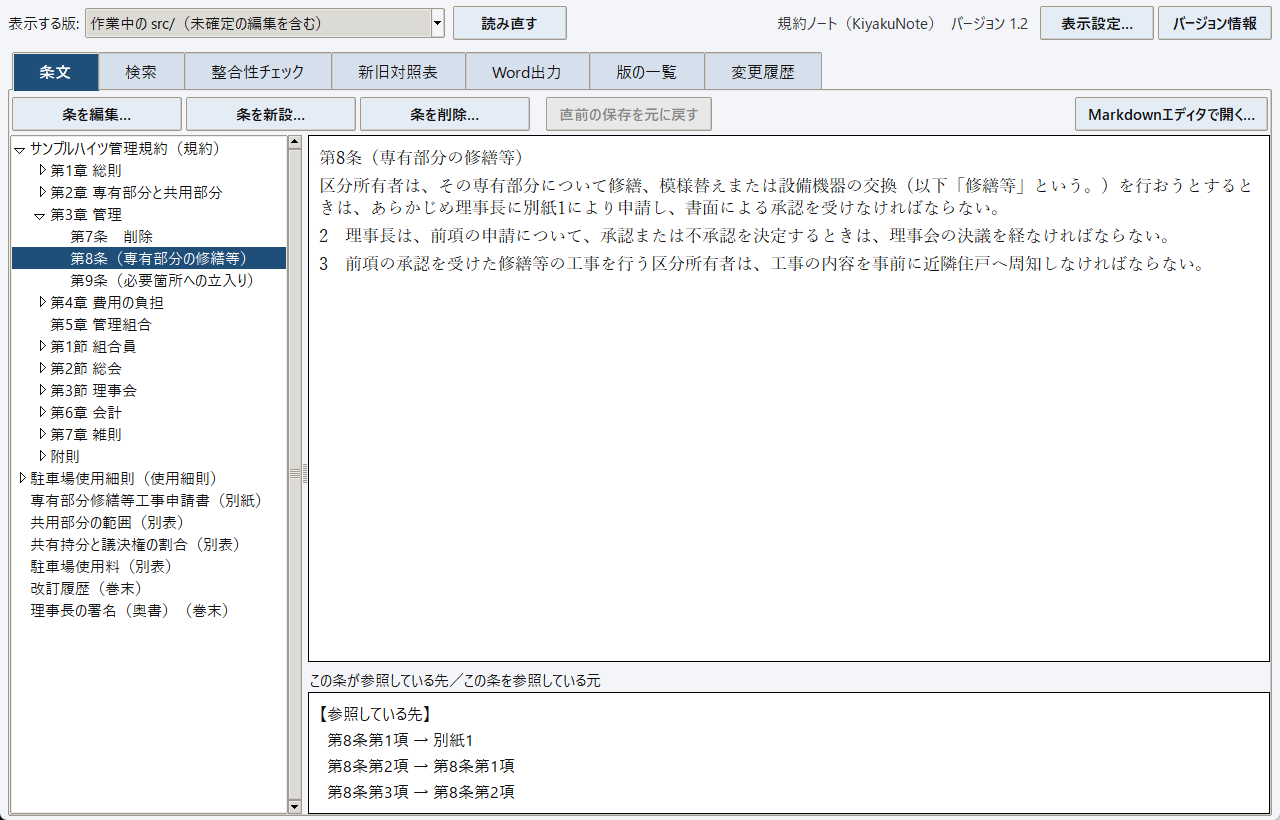 表示する版: 作業中の src/（未確定の編集を含む） 読み直す 規約ノート（KiyakuNote） バージョン 1.2 表示設定... バージョン情報
条文 検索 整合性チェック 新旧対照表 Word出力 版の一覧 変更履歴
条を編集... 条を新設... 条を削除... 直前の保存を元に戻す Markdownエディタで開く...
サンプルハイツ管理規約（規約）
第1章 総則
第2章 専有部分と共用部分
第3章 管理
第7条　削除
第8条（専有部分の修繕等）
第9条（必要箇所への立入り）
第4章 費用の負担
第5章 管理組合
第1節 組合員
第2節 総会
第3節 理事会
第6章 会計
第7章 雑則
附則
駐車場使用細則（使用細則）
専有部分修繕等工事申請書（別紙）
共用部分の範囲（別表）
共有持分と議決権の割合（別表）
駐車場使用料（別表）
改訂履歴（巻末）
理事長の署名（奥書）（巻末）
第8条（専有部分の修繕等）
区分所有者は、その専有部分について修繕、模様替えまたは設備機器の交換（以下「修繕等」という。）を行おうとすると
きは、あらかじめ理事長に別紙1により申請し、書面による承認を受けなければならない。
2　理事長は、前項の申請について、承認または不承認を決定するときは、理事会の決議を経なければならない。
3　前項の承認を受けた修繕等の工事を行う区分所有者は、工事の内容を事前に近隣住戸へ周知しなければならない。
この条が参照している先／この条を参照している元
【参照している先】
第8条第1項 → 別紙1
第8条第2項 → 第8条第1項
第8条第3項 → 第8条第2項